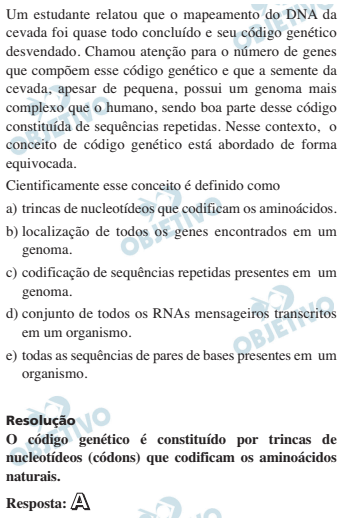 Um estudante relatou que o mapeamento do DNA da
cevada foi quase todo concluído e seu código genético
desvendado. Chamou atenção para o número de genes
que compõem esse código genético e que a semente da
cevada, apesar de pequena, possui um genoma mais
complexo que o humano, sendo boa parte desse código
constituída de sequências repetidas. Nesse contexto, o
conceito de código genético está abordado de forma
equivocada.
Cientificamente esse conceito é definido como
a) trincas de nucleotídeos que codificam os aminoácidos.
b) localização de todos os genes encontrados em um
genoma.
c) codificação de sequências repetidas presentes em um
genoma.
d) conjunto de todos os RNAs mensageiros transcritos
em um organismo.
e) todas as sequências de pares de bases presentes em um
organismo.
Resolução
O código genético é constituído por trincas de
nucleotídeos (códons) que codificam os aminoácidos
naturais.
Resposta: A
OBJETIVO
OBJETIVO
OBJETIVO
OBJETIVO
OBJETIVO